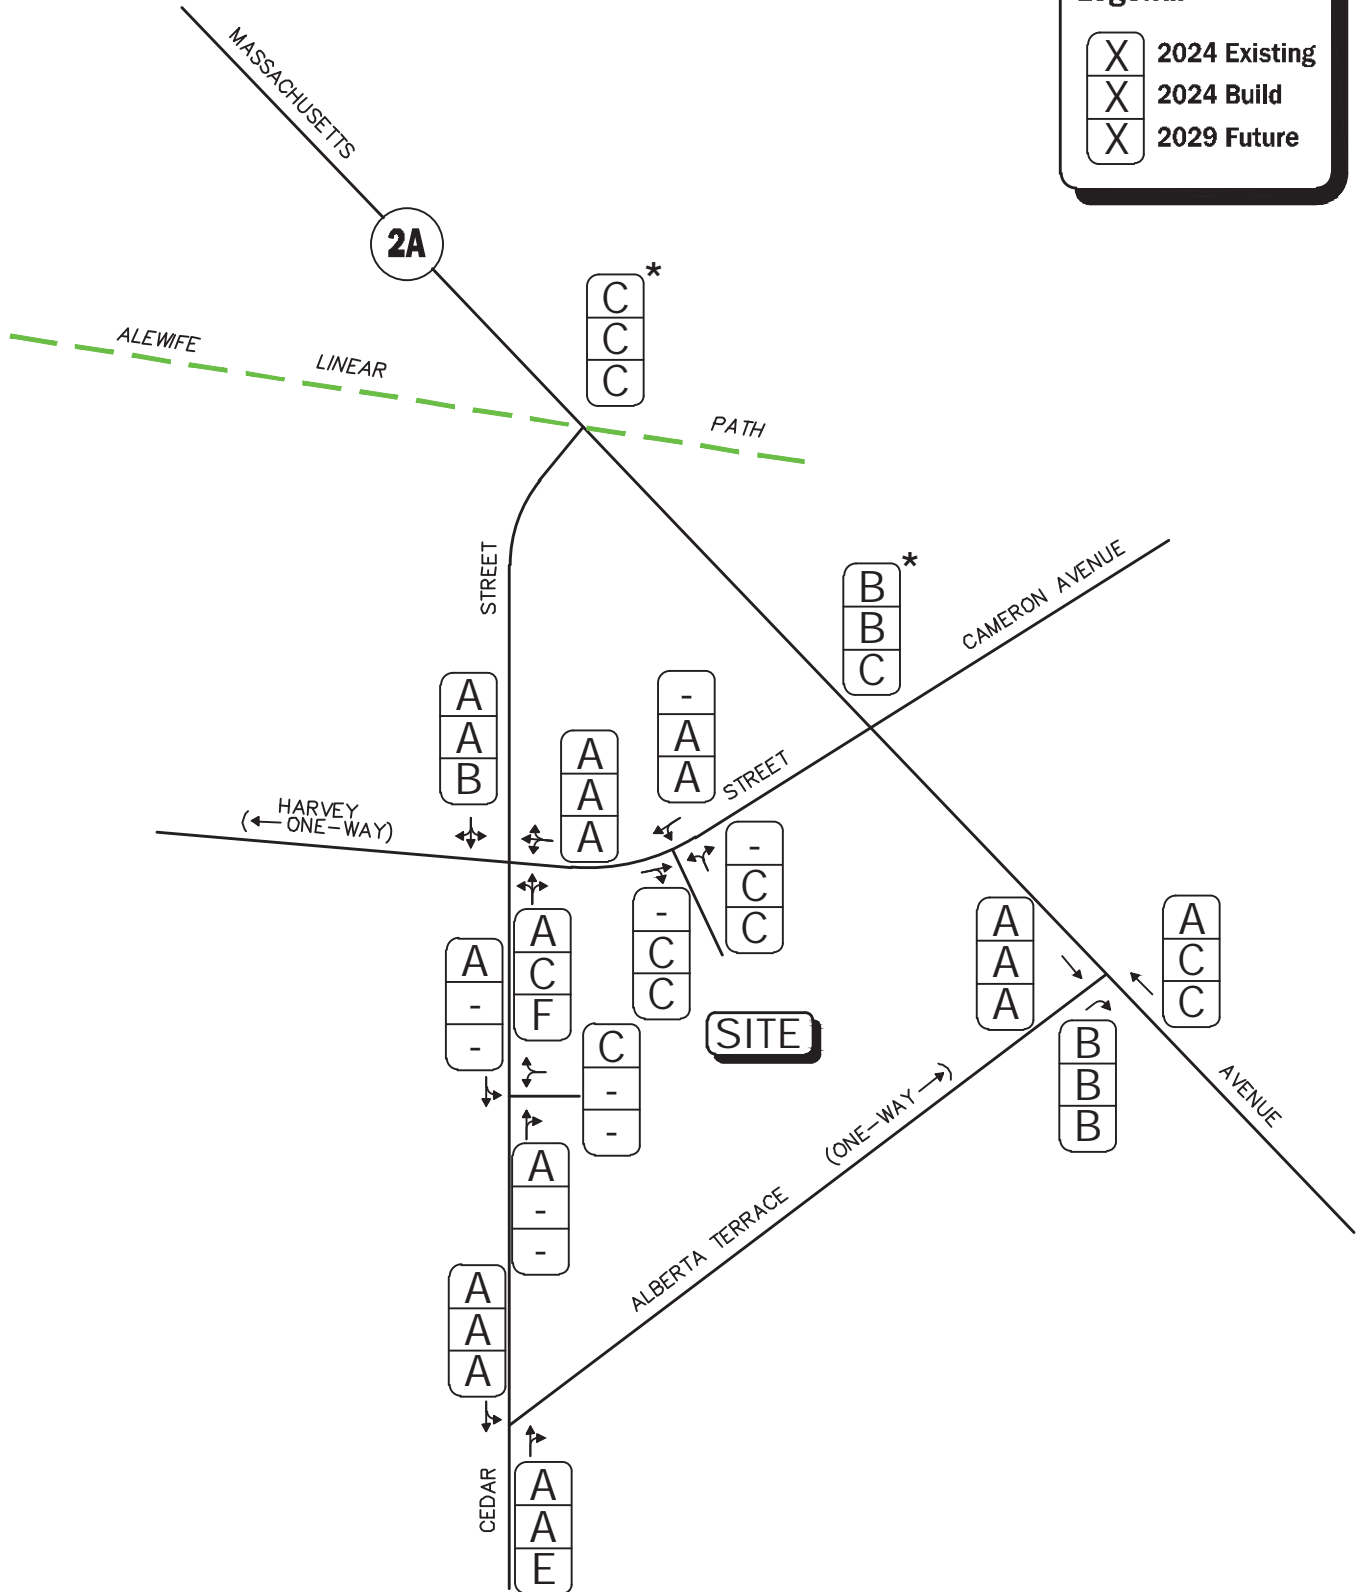 X 2024 Existing
X 2024 Build
X 2029 Future
MASSACHUSETTS
2A
C
*
C
C
ALEWIFE
LINEAR
PATH
STREET
B
*
B
C
CAMERON AVENUE
A
A
B
-
A
A
A
A
A
STREET
HARVEY
(← ONE-WAY)
-
C
C
-
C
C
A
C
F
A
-
-
A
A
A
A
C
C
SITE
C
-
-
B
B
B
AVENUE
(ONE-WAY →)
A
-
-
ALBERTA TERRACE
A
A
A
CEDAR
A
A
E